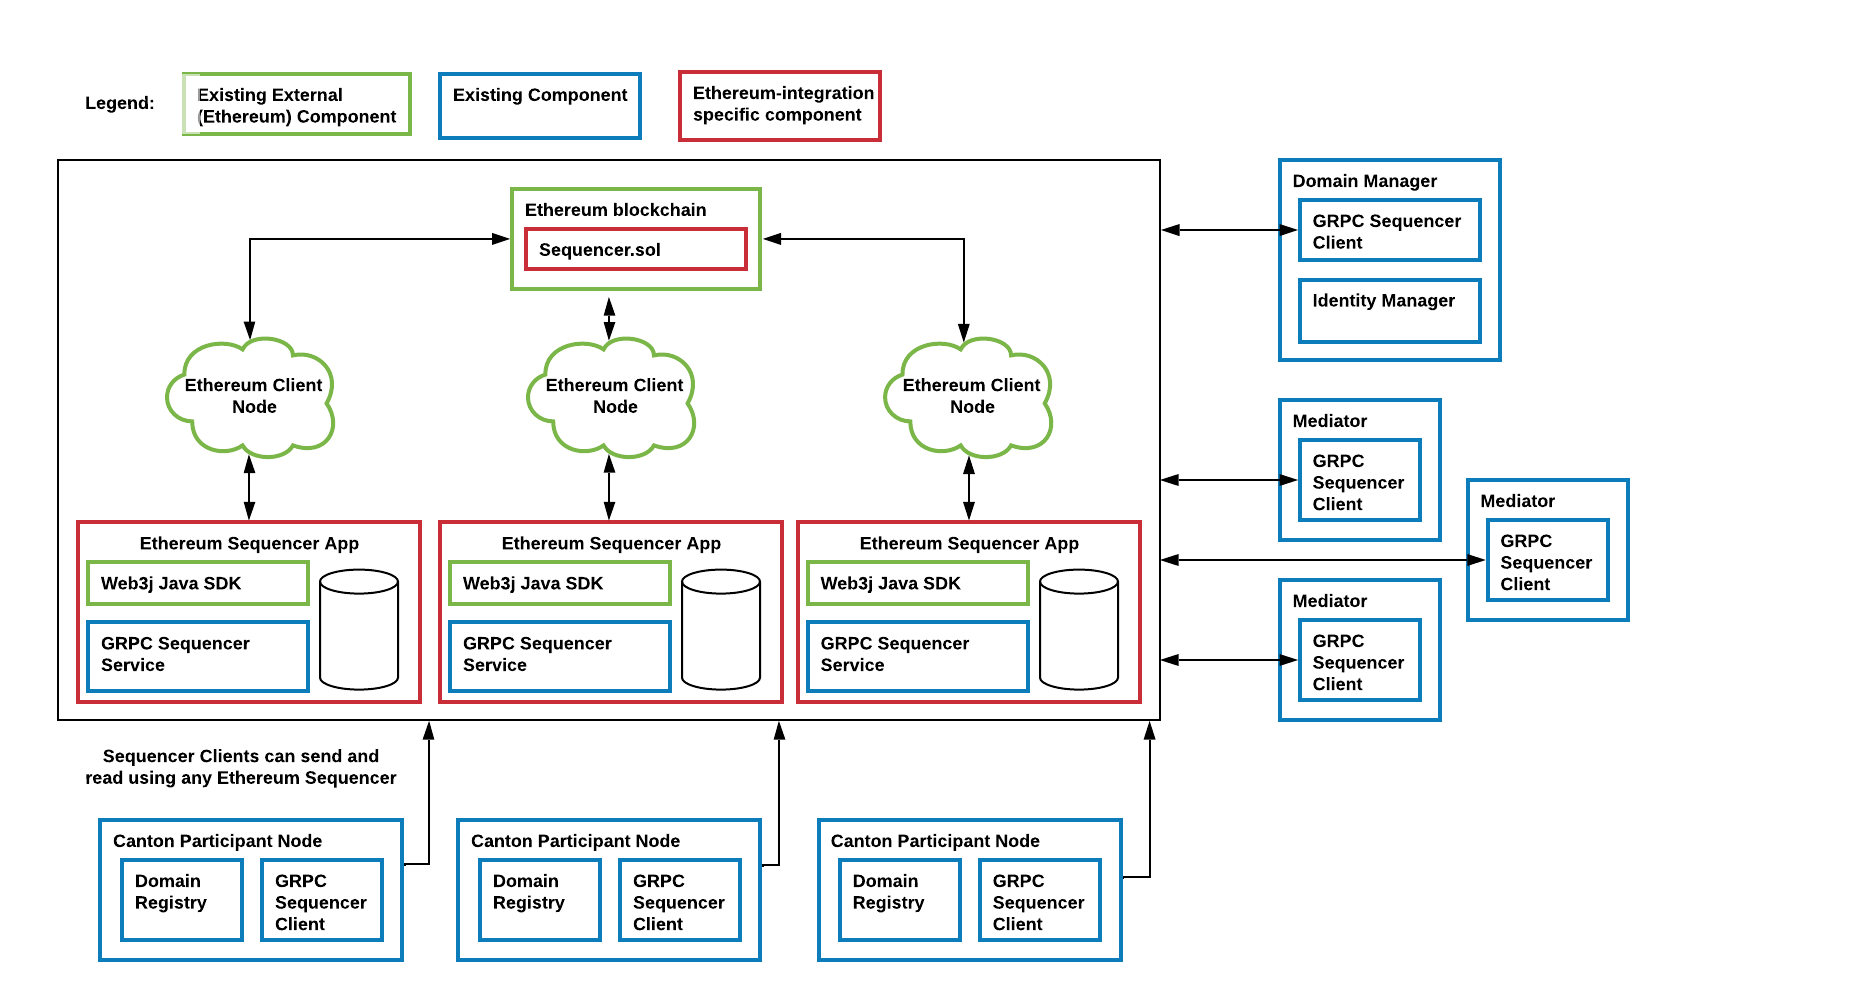 Legend:
Existing External
(Ethereum) Component
Existing Component
Ethereum-integration
specific component
Ethereum blockchain
Sequencer.sol
Ethereum Client
Node
Ethereum Client
Node
Ethereum Client
Node
Ethereum Sequencer App
Web3j Java SDK
GRPC Sequencer
Service
Ethereum Sequencer App
Web3j Java SDK
GRPC Sequencer
Service
Ethereum Sequencer App
Web3j Java SDK
GRPC Sequencer
Service
Domain Manager
GRPC Sequencer
Client
Identity Manager
Mediator
GRPC
Sequencer
Client
Mediator
GRPC
Sequencer
Client
Mediator
GRPC
Sequencer
Client
Sequencer Clients can send and
read using any Ethereum Sequencer
Canton Participant Node
Domain
Registry
GRPC
Sequencer
Client
Canton Participant Node
Domain
Registry
GRPC
Sequencer
Client
Canton Participant Node
Domain
Registry
GRPC
Sequencer
Client